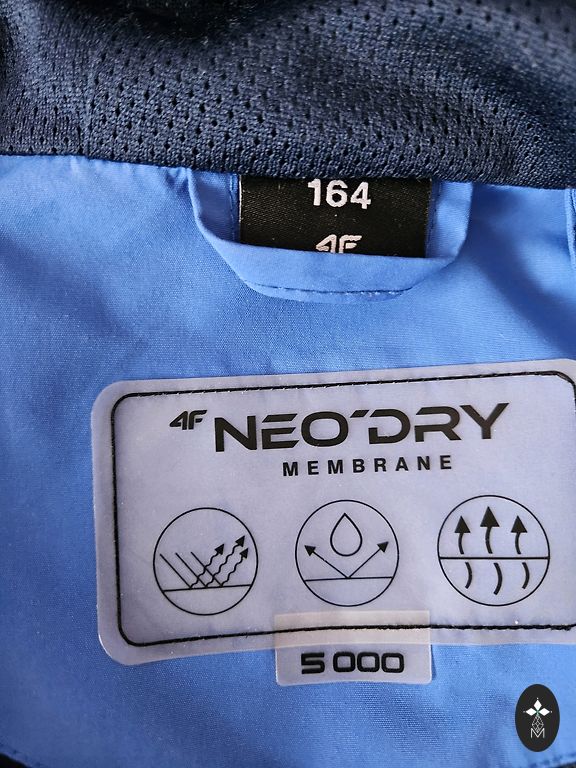 164
4F
4F NEO'DRY
MEMBRANE
5 000
M